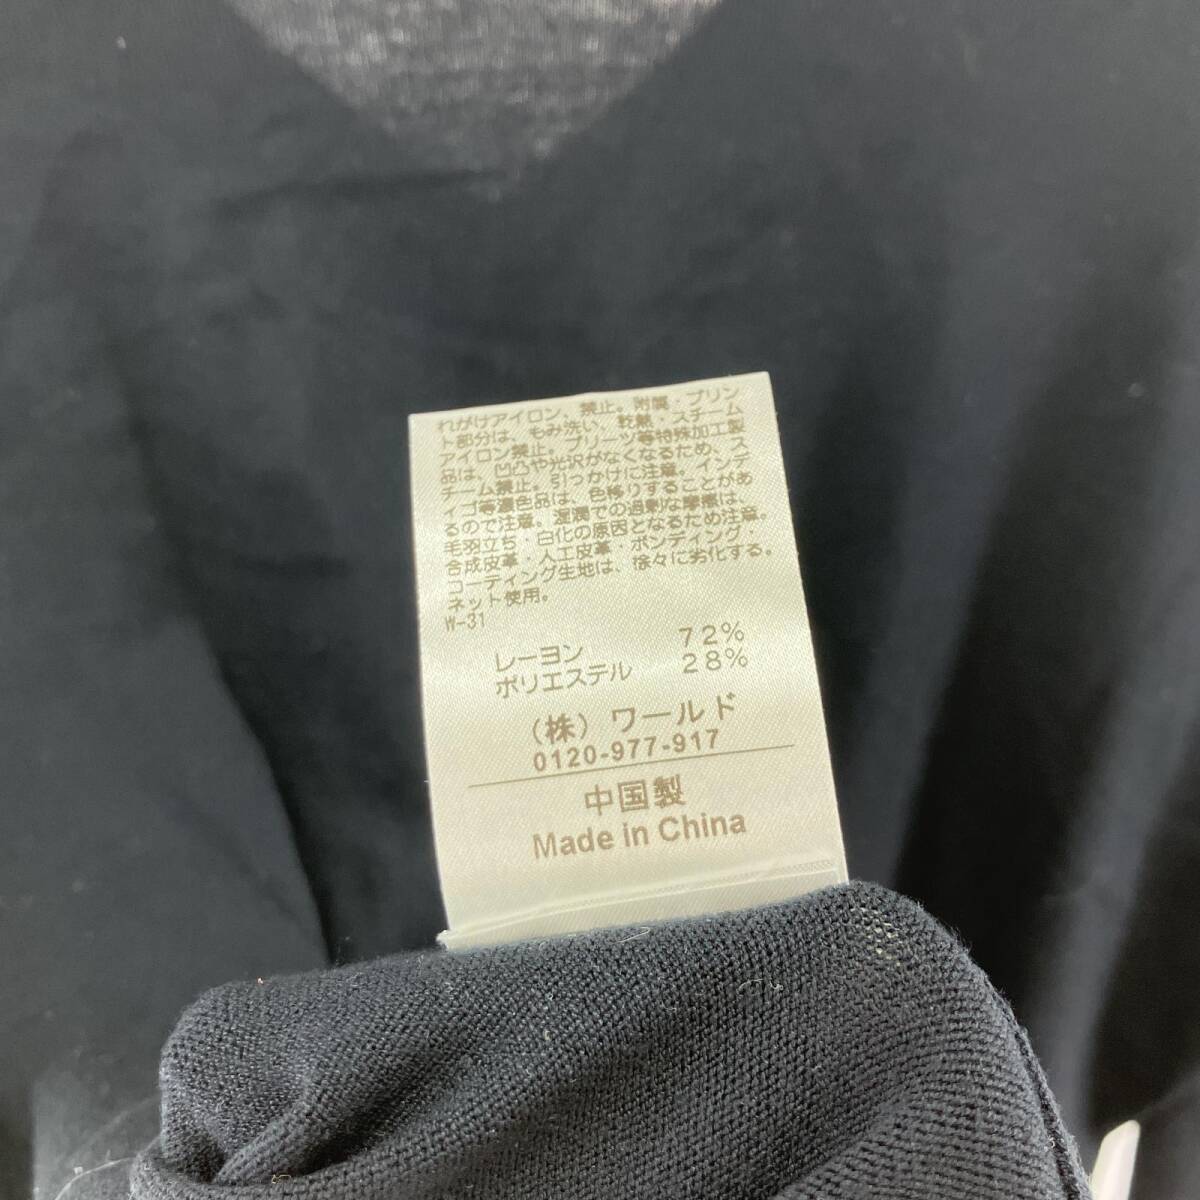 れがけアイロン、禁止。附属・プリン
ト部分は、もみ洗い、乾熱・スチーム
アイロン禁止。プリーツ等特殊加工製
品は、凹凸や光沢がなくなるため、ス
チーム禁止。引っかけに注意。インデ
ィゴ等濃色品は、色移りすることがあ
るので注意。湿潤での過剰な摩擦は、
毛羽立ち・白化の原因となるため注意。
合成皮革・人工皮革・ボンディング・
コーティング生地は、徐々に劣化する。
ネット使用。
W-31
レーヨン 72%
ポリエステル 28%
(株)ワールド
0120-977-917
中国製
Made in China